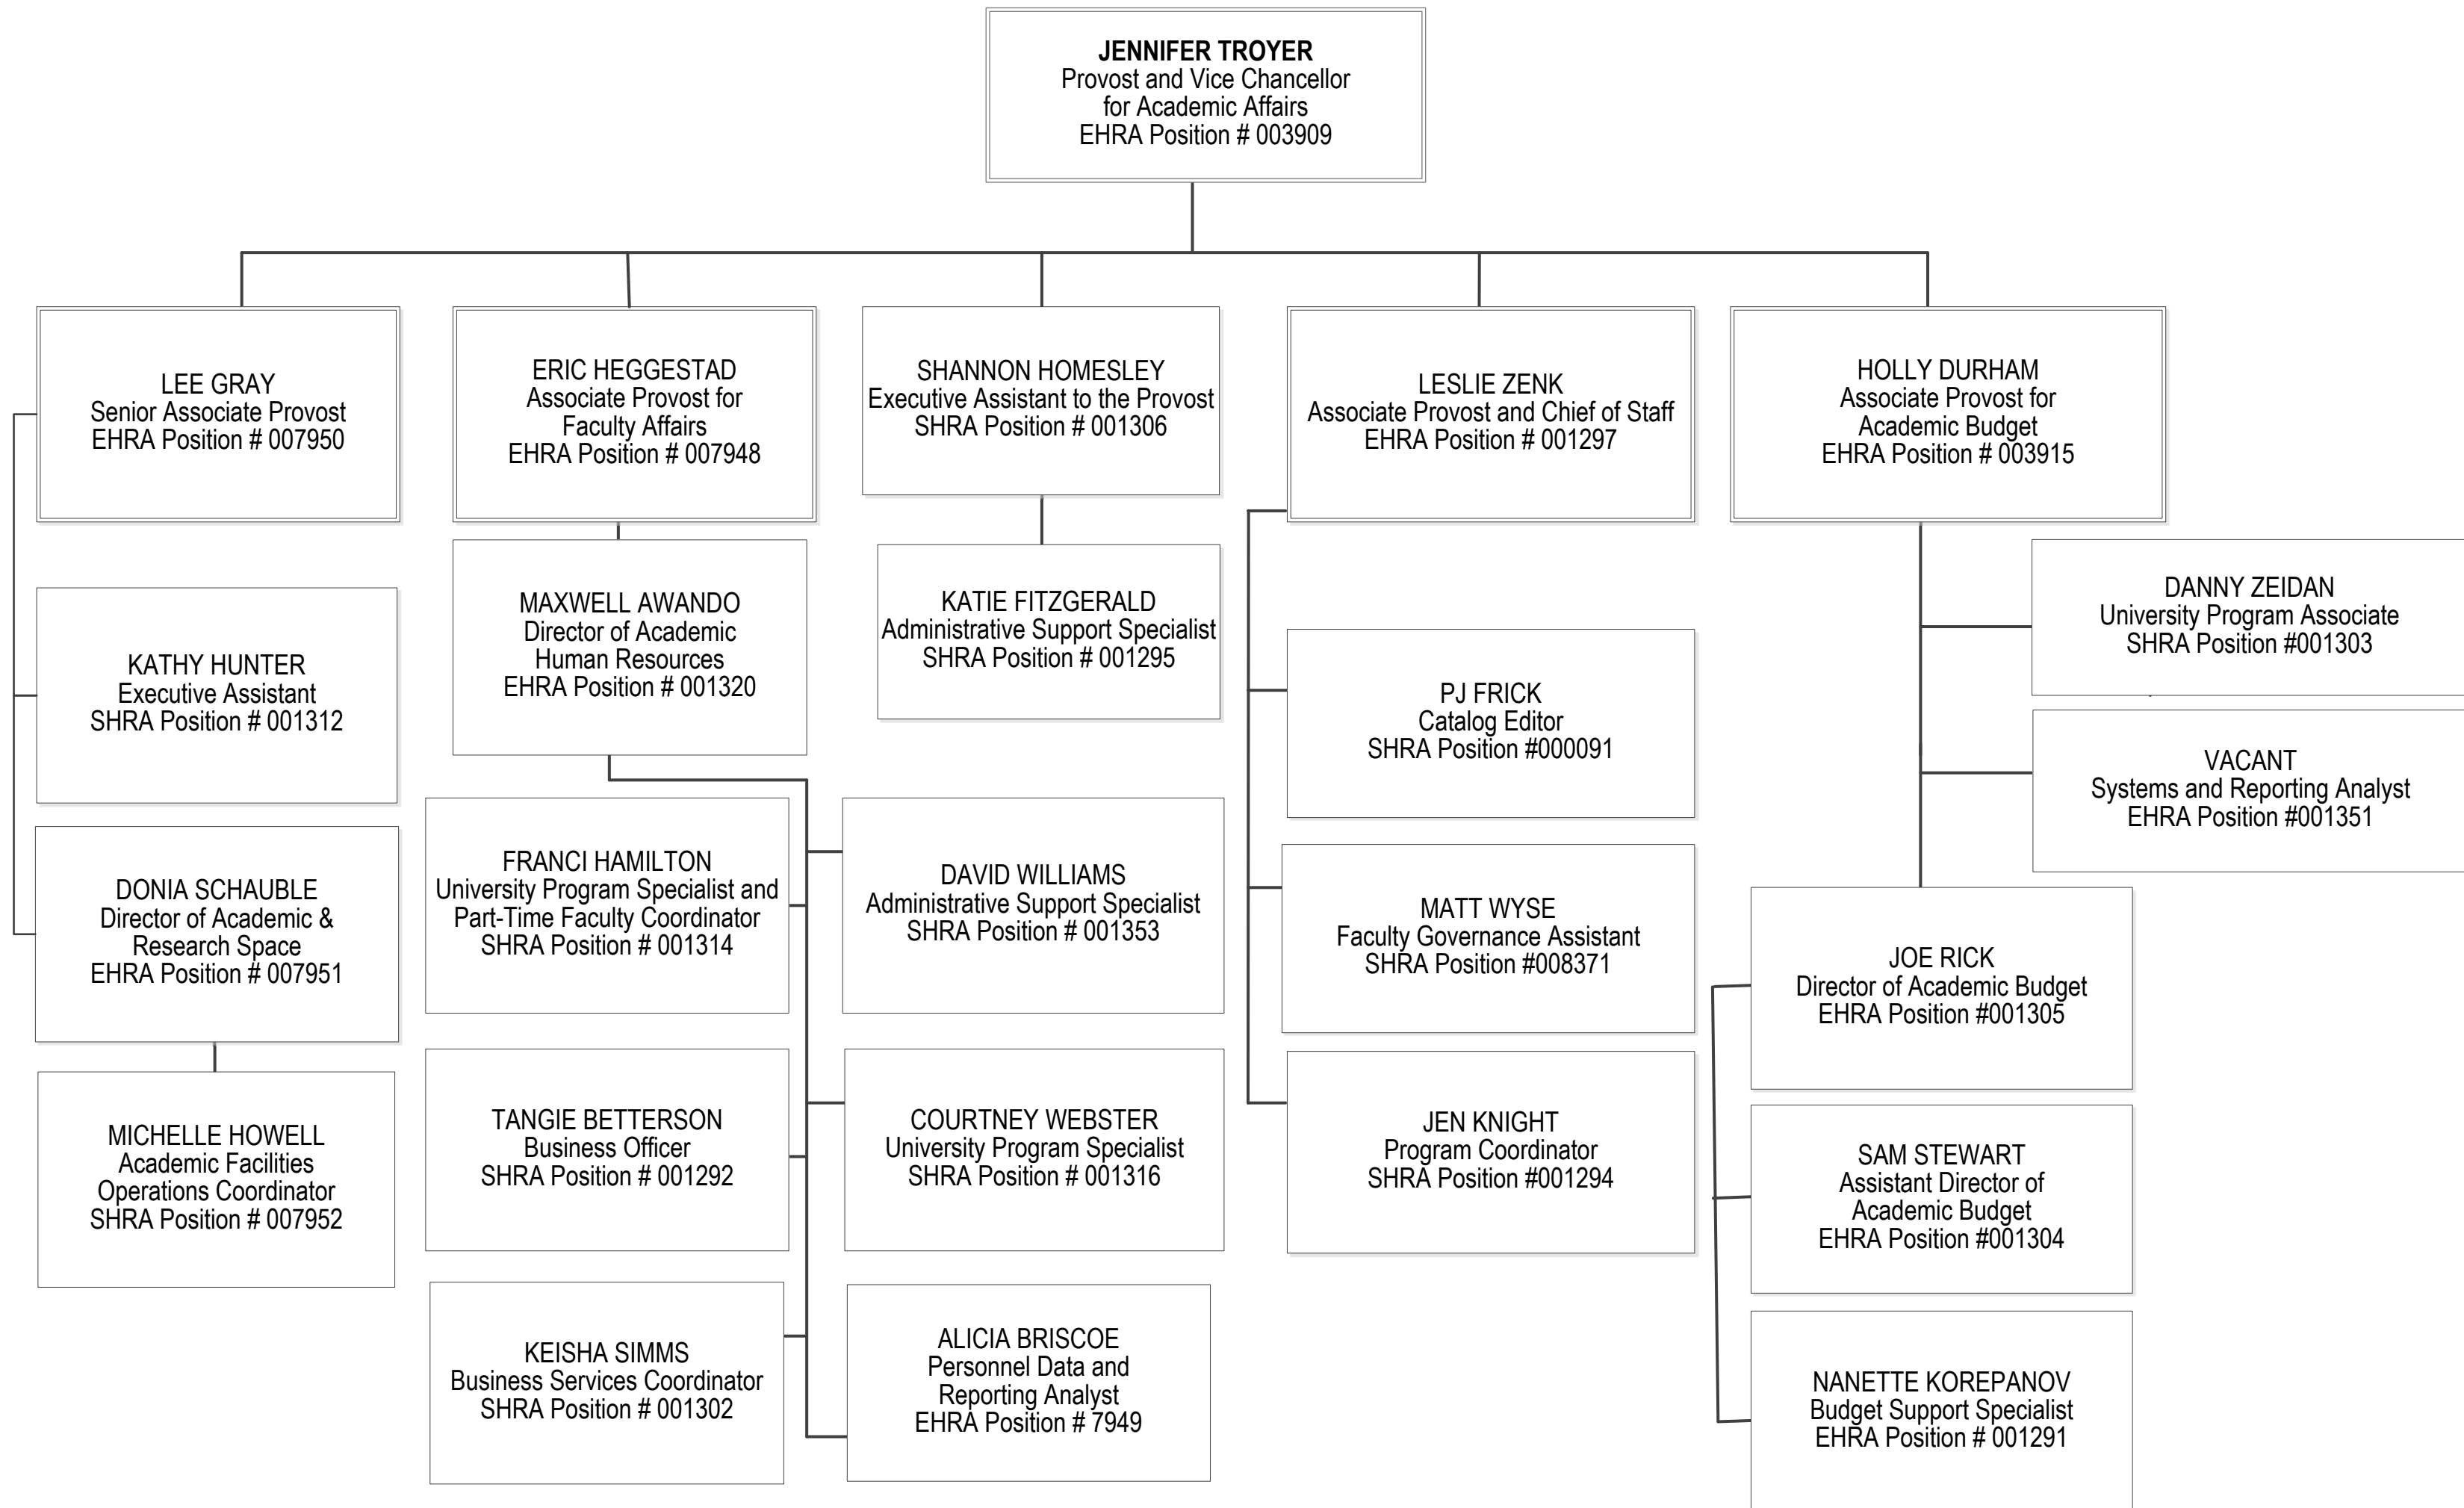 JENNIFER TROYER
Provost and Vice Chancellor
for Academic Affairs
EHRA Position # 003909
LEE GRAY
Senior Associate Provost
EHRA Position # 007950
ERIC HEGGESTAD
Associate Provost for
Faculty Affairs
EHRA Position # 007948
SHANNON HOMESLEY
Executive Assistant to the Provost
SHRA Position # 001306
LESLIE ZENK
Associate Provost and Chief of Staff
EHRA Position # 001297
HOLLY DURHAM
Associate Provost for
Academic Budget
EHRA Position # 003915
KATHY HUNTER
Executive Assistant
SHRA Position # 001312
MAXWELL AWANDO
Director of Academic
Human Resources
EHRA Position # 001320
KATIE FITZGERALD
Administrative Support Specialist
SHRA Position # 001295
PJ FRICK
Catalog Editor
SHRA Position #000091
DANNY ZEIDAN
University Program Associate
SHRA Position #001303
VACANT
Systems and Reporting Analyst
EHRA Position #001351
DONIA SCHAUBLE
Director of Academic &
Research Space
EHRA Position # 007951
FRANCI HAMILTON
University Program Specialist and
Part-Time Faculty Coordinator
SHRA Position # 001314
DAVID WILLIAMS
Administrative Support Specialist
SHRA Position # 001353
MATT WYSE
Faculty Governance Assistant
SHRA Position #008371
JOE RICK
Director of Academic Budget
EHRA Position #001305
MICHELLE HOWELL
Academic Facilities
Operations Coordinator
SHRA Position # 007952
TANGIE BETTERSON
Business Officer
SHRA Position # 001292
COURTNEY WEBSTER
University Program Specialist
SHRA Position # 001316
JEN KNIGHT
Program Coordinator
SHRA Position #001294
SAM STEWART
Assistant Director of
Academic Budget
EHRA Position #001304
KEISHA SIMMS
Business Services Coordinator
SHRA Position # 001302
ALICIA BRISCOE
Personnel Data and
Reporting Analyst
EHRA Position # 7949
NANETTE KOREPANOV
Budget Support Specialist
EHRA Position # 001291